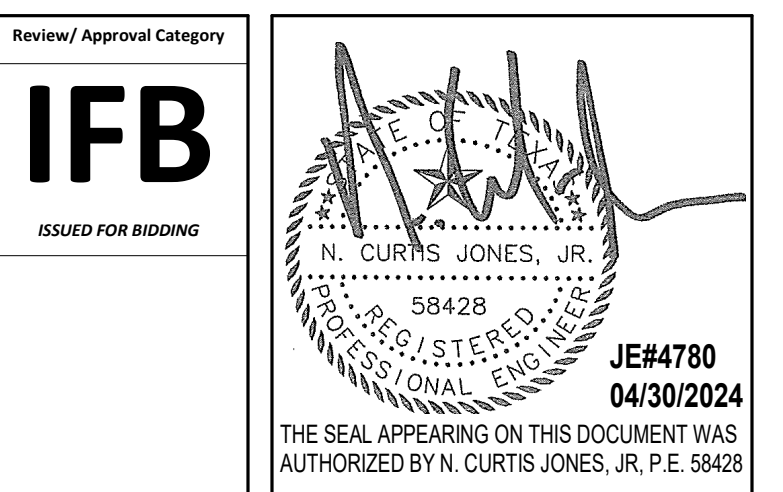 Review/ Approval Category
IFB
ISSUED FOR BIDDING
STATE OF TEXAS
N. CURTIS JONES, JR.
58428
REGISTERED
PROFESSIONAL ENGINEER
JE#4780
04/30/2024
THE SEAL APPEARING ON THIS DOCUMENT WAS
AUTHORIZED BY N. CURTIS JONES, JR, P.E. 58428